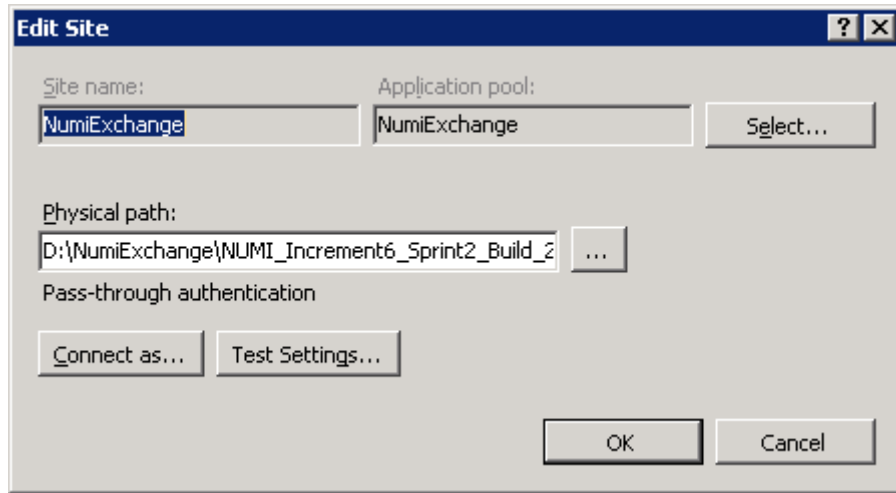 Edit Site
Site name: Application pool:
NumiExchange NumiExchange Select...
Physical path:
D:\NumiExchange\NUMI_Increment6_Sprint2_Build_2 ...
Pass-through authentication
Connect as... Test Settings...
OK Cancel